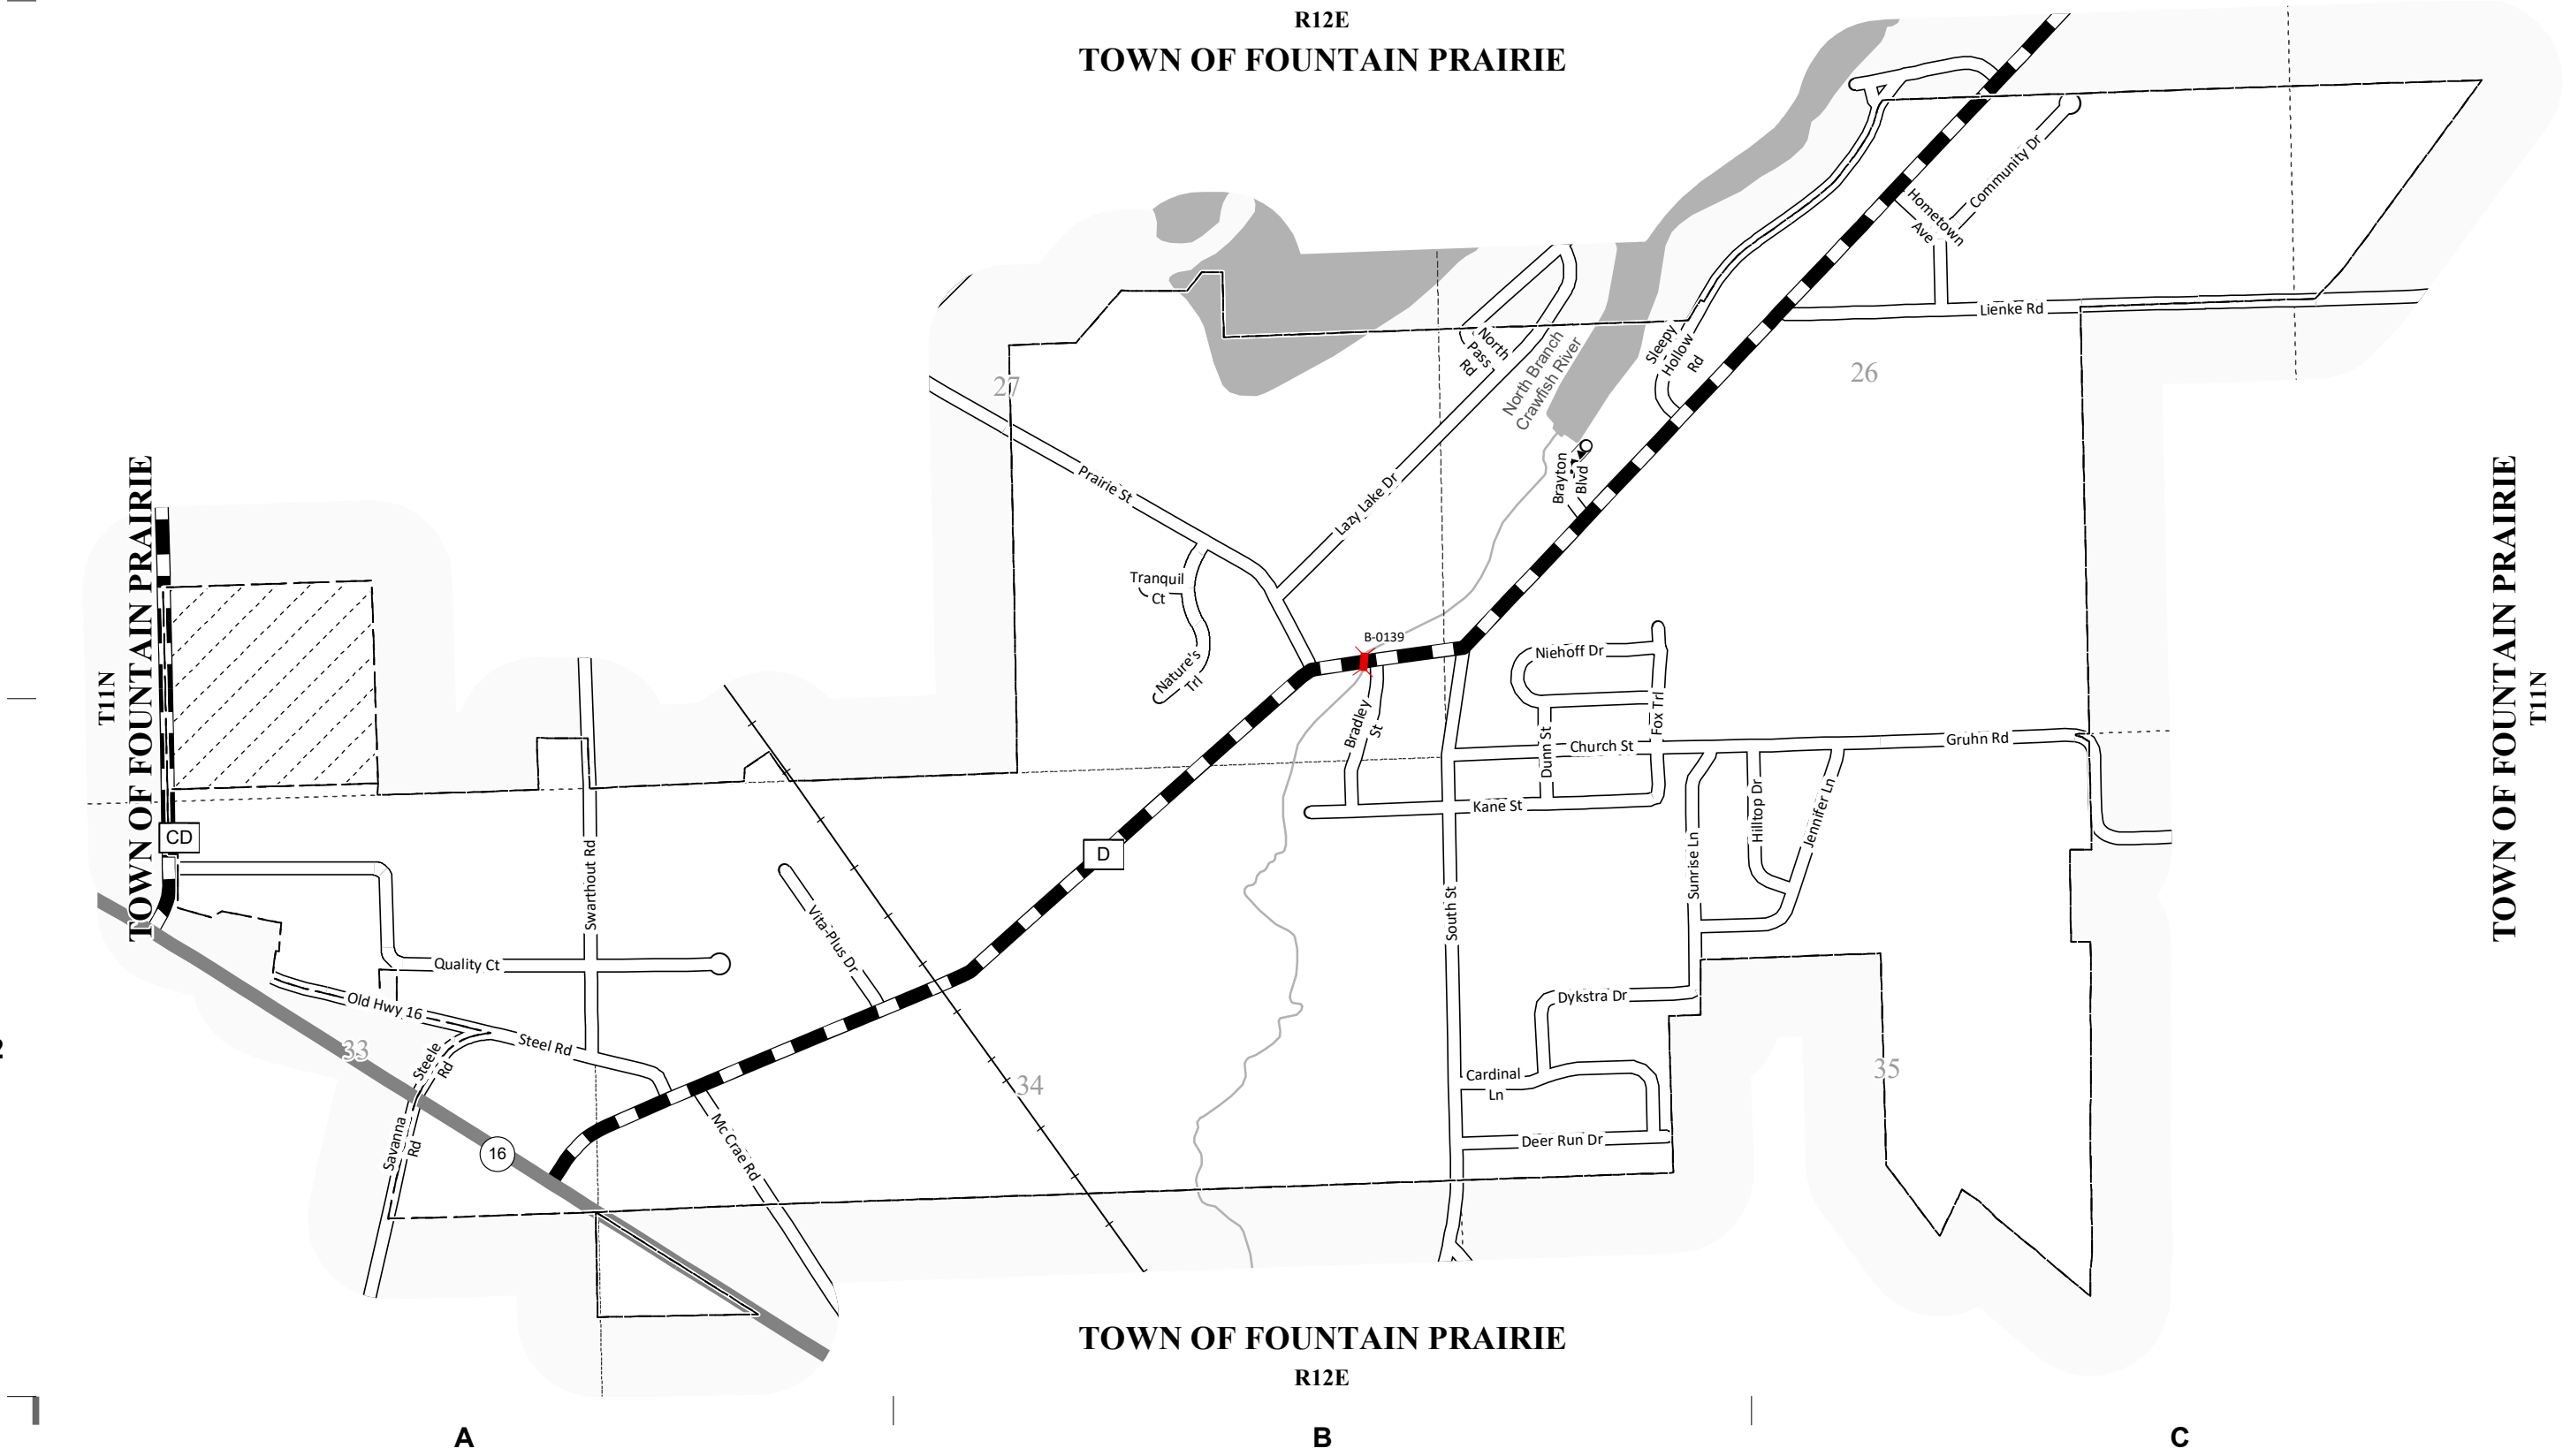 R12E
TOWN OF FOUNTAIN PRAIRIE
Community Dr
Hometown
Ave
Lienke Rd
Sleepy
Hollow
Rd
North
Pass
Rd
North Branch
Crawfish River
27
26
Prairie St
Lazy Lake Dr
Brayton
Blvd
TOWN OF FOUNTAIN PRAIRIE
T11N
TOWN OF FOUNTAIN PRAIRIE
T11N
Tranquil
Ct
Nature's
Trl
B-0139
Niehoff Dr
Fox Trl
Bradley
St
Dunn St
Church St
Gruhn Rd
Kane St
Hilltop Dr
Jennifer Ln
Sunrise Ln
CD
D
Swarthout Rd
Vita-Plus Dr
South St
Quality Ct
Old Hwy 16
Steel Rd
Steele
Rd
33
34
35
Dykstra Dr
Cardinal
Ln
Deer Run Dr
Savanna
Rd
16
Mc Crae Rd
TOWN OF FOUNTAIN PRAIRIE
R12E
A
B
C